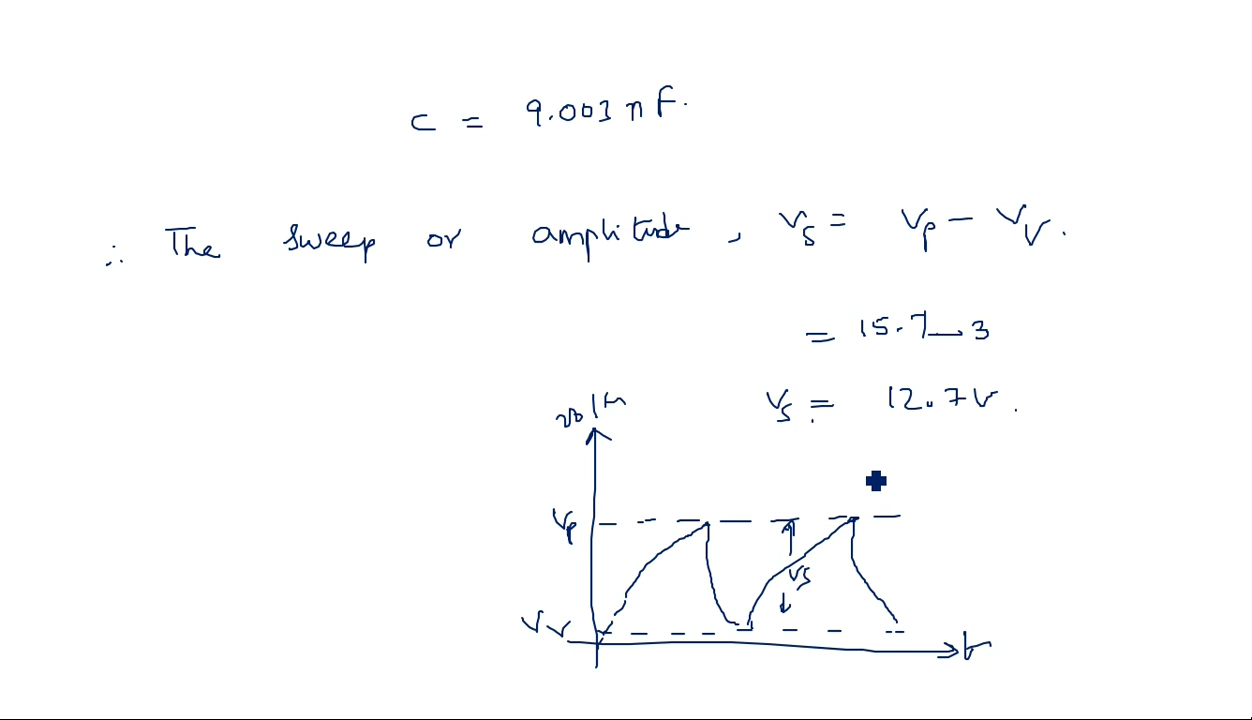 C = 9.003 nF.
∴ The sweep or amplitude, Vs = Vp - Vv.
= 15.7 - 3
Vs = 12.7V.
Vp
Vs
Vv
t